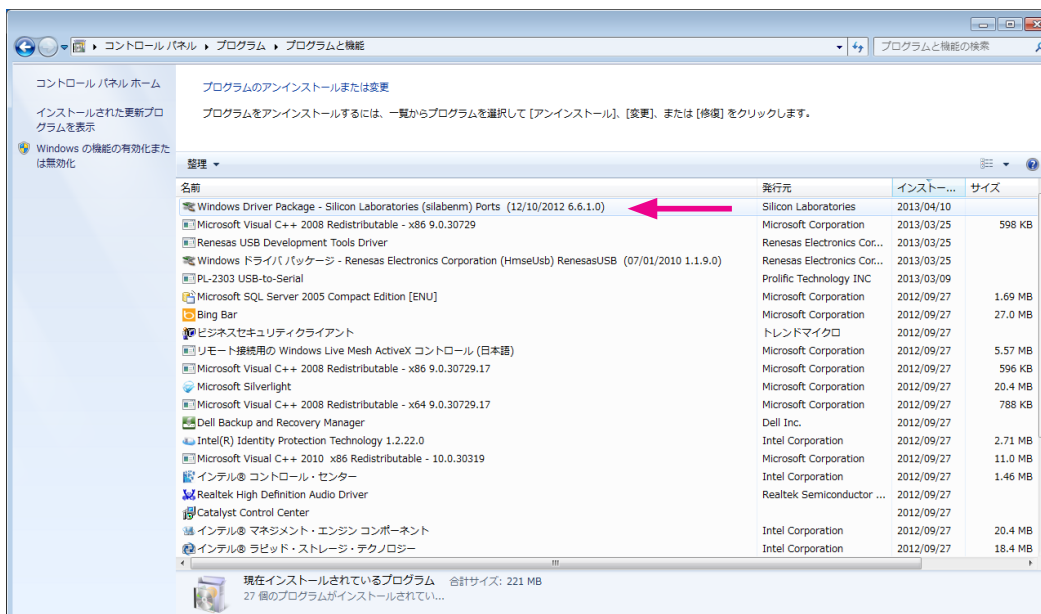 コントロール パネル ▸ プログラム ▸ プログラムと機能
プログラムと機能の検索
コントロール パネル ホーム
インストールされた更新プロ
グラムを表示
Windows の機能の有効化また
は無効化
プログラムのアンインストールまたは変更
プログラムをアンインストールするには、一覧からプログラムを選択して [アンインストール]、[変更]、または [修復] をクリックします。
整理
名前 発行元 インストー... サイズ
Windows Driver Package - Silicon Laboratories (silabenm) Ports (12/10/2012 6.6.1.0) Silicon Laboratories 2013/04/10
Microsoft Visual C++ 2008 Redistributable - x86 9.0.30729 Microsoft Corporation 2013/03/25 598 KB
Renesas USB Development Tools Driver Renesas Electronics Cor... 2013/03/25
Windows ドライバ パッケージ - Renesas Electronics Corporation (HmseUsb) RenesasUSB (07/01/2010 1.1.9.0) Renesas Electronics Cor... 2013/03/25
PL-2303 USB-to-Serial Prolific Technology INC 2013/03/09
Microsoft SQL Server 2005 Compact Edition [ENU] Microsoft Corporation 2012/09/27 1.69 MB
Bing Bar Microsoft Corporation 2012/09/27 27.0 MB
ビジネスセキュリティクライアント トレンドマイクロ 2012/09/27
リモート接続用の Windows Live Mesh ActiveX コントロール (日本語) Microsoft Corporation 2012/09/27 5.57 MB
Microsoft Visual C++ 2008 Redistributable - x86 9.0.30729.17 Microsoft Corporation 2012/09/27 596 KB
Microsoft Silverlight Microsoft Corporation 2012/09/27 20.4 MB
Microsoft Visual C++ 2008 Redistributable - x64 9.0.30729.17 Microsoft Corporation 2012/09/27 788 KB
Dell Backup and Recovery Manager Dell Inc. 2012/09/27
Intel(R) Identity Protection Technology 1.2.22.0 Intel Corporation 2012/09/27 2.71 MB
Microsoft Visual C++ 2010 x86 Redistributable - 10.0.30319 Microsoft Corporation 2012/09/27 11.0 MB
インテル® コントロール・センター Intel Corporation 2012/09/27 1.46 MB
Realtek High Definition Audio Driver Realtek Semiconductor ... 2012/09/27
Catalyst Control Center 2012/09/27
インテル® マネジメント・エンジン コンポーネント Intel Corporation 2012/09/27 20.4 MB
インテル® ラピッド・ストレージ・テクノロジー Intel Corporation 2012/09/27 18.4 MB
現在インストールされているプログラム 合計サイズ: 221 MB
27 個のプログラムがインストールされてい...